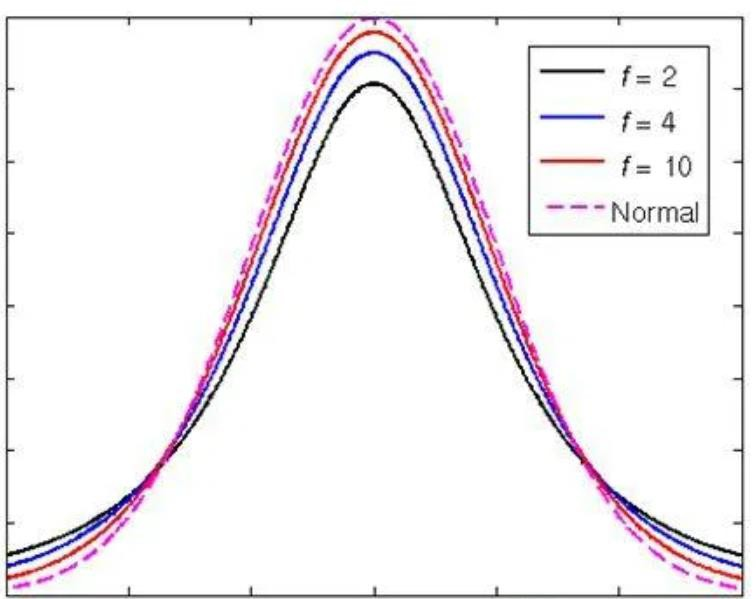 f = 2
f = 4
f = 10
Normal